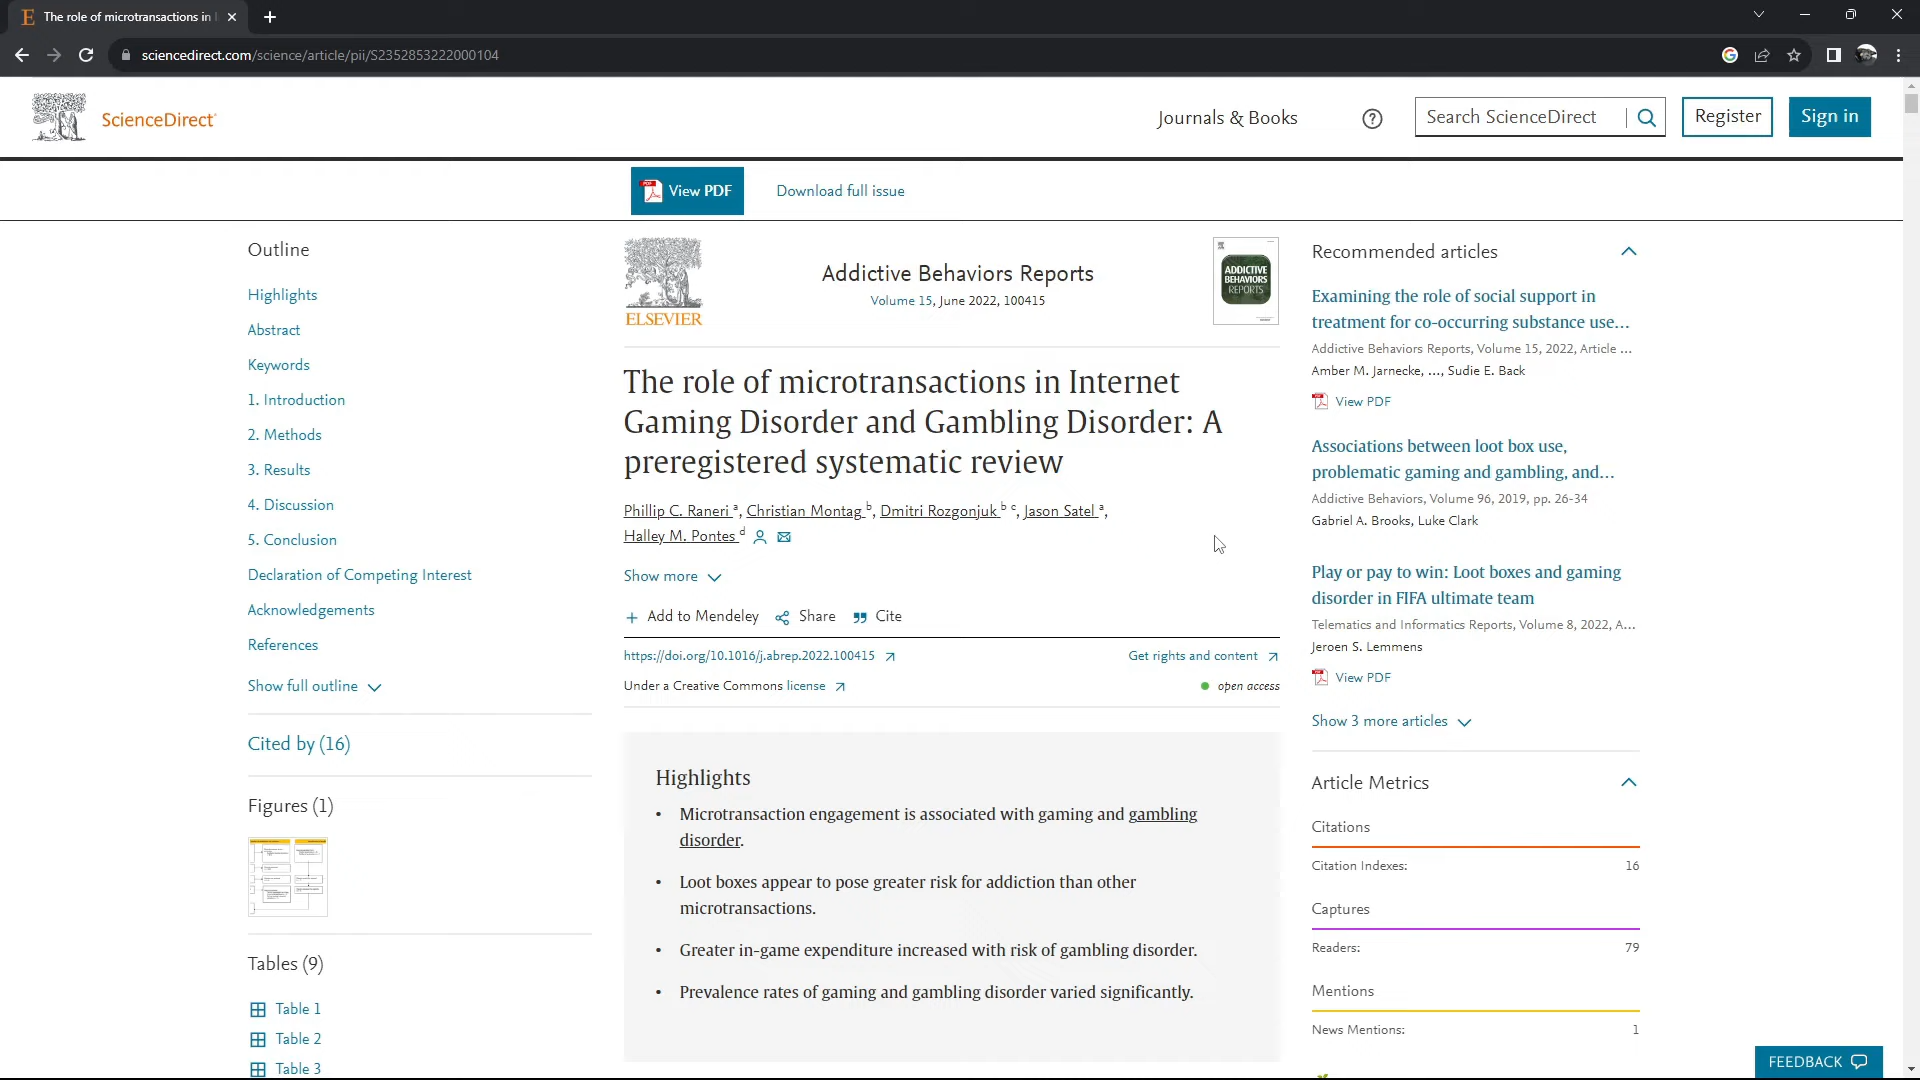 The role of microtransactions in
sciencedirect.com/science/article/pii/S2352853222000104
ScienceDirect
Journals & Books
Search ScienceDirect
Register
Sign in
View PDF
Download full issue
Outline
Highlights
Abstract
Keywords
1. Introduction
2. Methods
3. Results
4. Discussion
5. Conclusion
Declaration of Competing Interest
Acknowledgements
References
Show full outline
Cited by (16)
Figures (1)
Tables (9)
Table 1
Table 2
Table 3
ELSEVIER
Addictive Behaviors Reports
Volume 15, June 2022, 100415
ADDICTIVE
BEHAVIORS
REPORTS
The role of microtransactions in Internet
Gaming Disorder and Gambling Disorder: A
preregistered systematic review
Phillip C. Raneri a, Christian Montag b, Dmitri Rozgonjuk b c, Jason Satel a,
Halley M. Pontes d
Show more
Add to Mendeley
Share
Cite
https://doi.org/10.1016/j.abrep.2022.100415
Get rights and content
Under a Creative Commons license
open access
Highlights
• Microtransaction engagement is associated with gaming and gambling
disorder.
• Loot boxes appear to pose greater risk for addiction than other
microtransactions.
• Greater in-game expenditure increased with risk of gambling disorder.
• Prevalence rates of gaming and gambling disorder varied significantly.
Recommended articles
Examining the role of social support in
treatment for co-occurring substance use…
Addictive Behaviors Reports, Volume 15, 2022, Article …
Amber M. Jarnecke, …, Sudie E. Back
View PDF
Associations between loot box use,
problematic gaming and gambling, and…
Addictive Behaviors, Volume 96, 2019, pp. 26-34
Gabriel A. Brooks, Luke Clark
Play or pay to win: Loot boxes and gaming
disorder in FIFA ultimate team
Telematics and Informatics Reports, Volume 8, 2022, A…
Jeroen S. Lemmens
View PDF
Show 3 more articles
Article Metrics
Citations
Citation Indexes: 16
Captures
Readers: 79
Mentions
News Mentions: 1
FEEDBACK